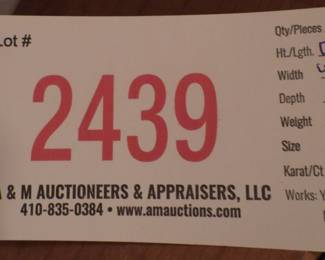 Lot #
2439
& M AUCTIONEERS & APPRAISERS, LLC
410-835-0384 • www.amauctions.com
Qty/Pieces
Ht./Lgth.
Width
Depth
Weight
Size
Karat/Ct
Works: Y